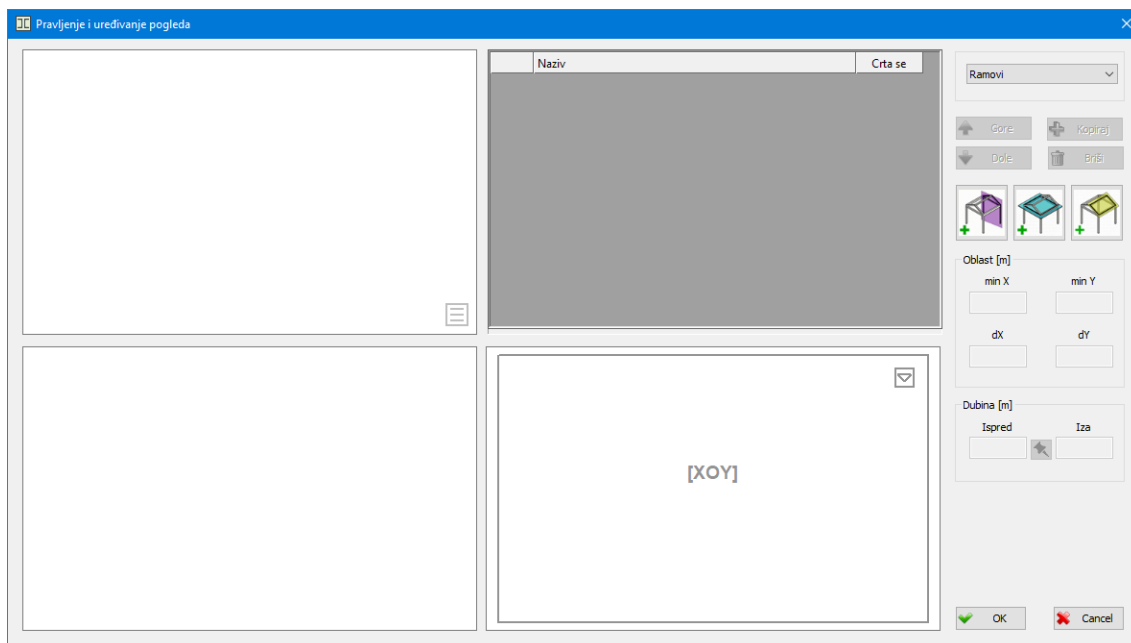 Pravljenje i uređivanje pogleda
Naziv
Crta se
Ramovi
Gore
Kopiraj
Dole
Briši
Oblast [m]
min X
min Y
dX
dY
Dubina [m]
Ispred
Iza
[XOY]
OK
Cancel